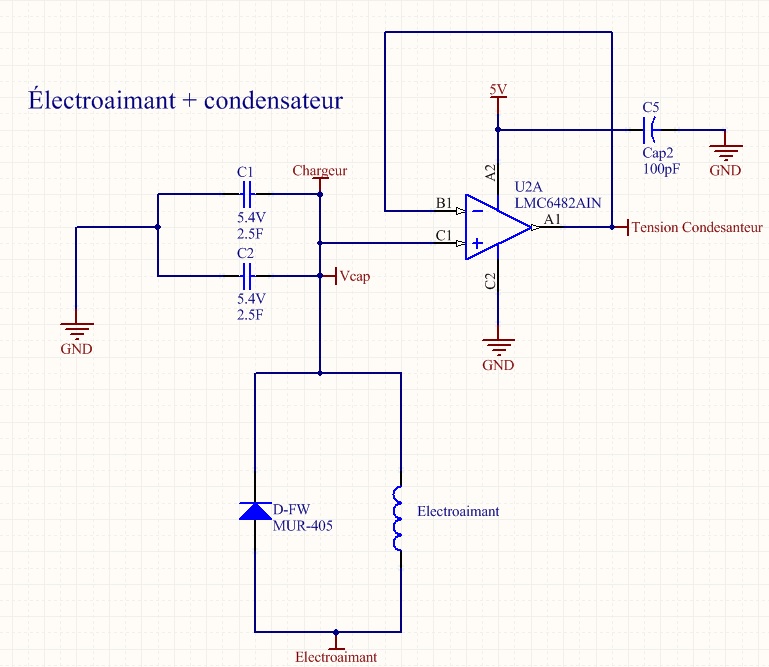 Électroaimant + condensateur
5V
C5
Cap2
100pF
GND
C1
5.4V
2.5F
Chargeur
A2
U2A
LMC6482AIN
B1
A1
C1
Tension Condesanteur
C2
5.4V
2.5F
Vcap
C2
GND
GND
D-FW
MUR-405
Electroaimant
Electroaimant